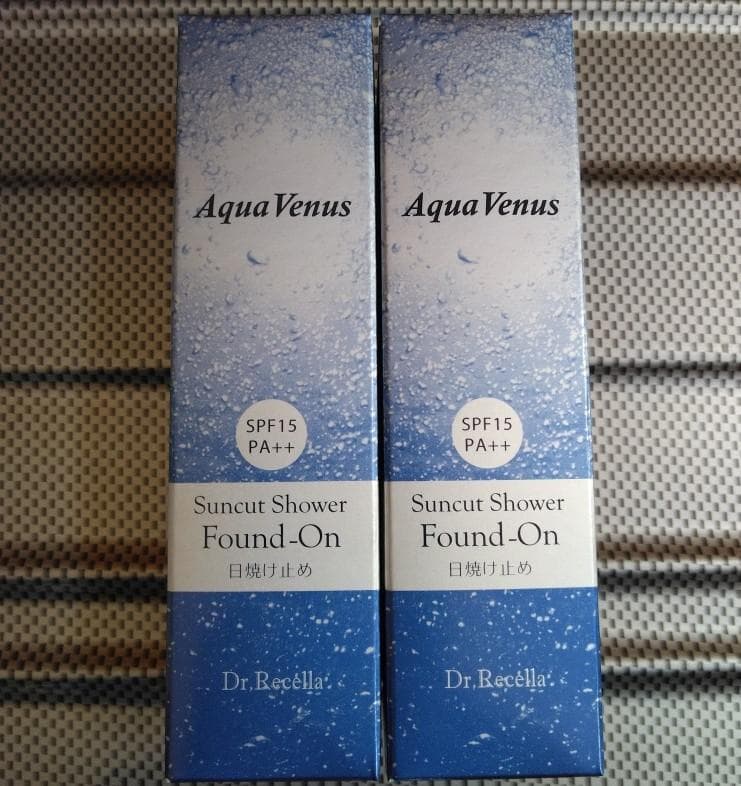 Aqua Venus
SPF15
PA++
Suncut Shower
Found-On
日焼け止め
Dr.Recella
Aqua Venus
SPF15
PA++
Suncut Shower
Found-On
日焼け止め
Dr.Recella